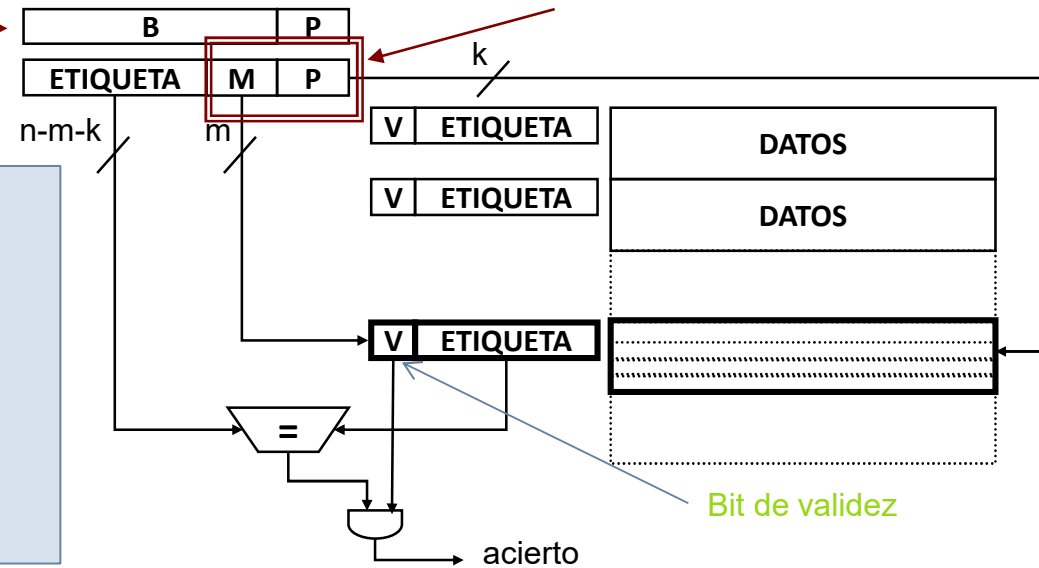 B P
k
ETIQUETA M P
n-m-k m
V ETIQUETA DATOS
V ETIQUETA DATOS
V ETIQUETA
=
Bit de validez
acierto